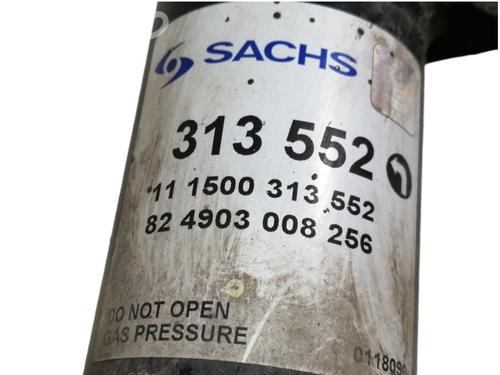 SACHS
313 552
11 1500 313 552
82 4903 008 256
DO NOT OPEN
GAS PRESSURE